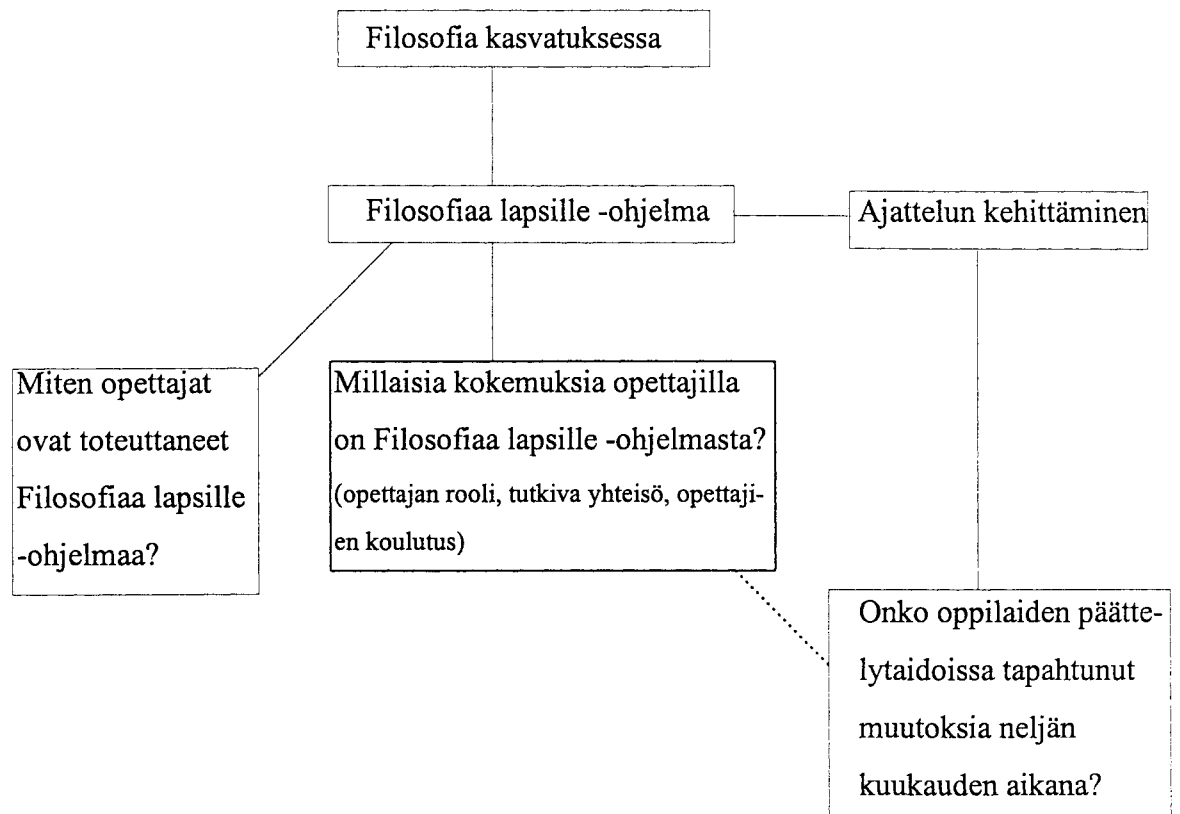 Filosofia kasvatuksessa
Filosofiaa lapsille -ohjelma
Ajattelun kehittäminen
Miten opettajat
ovat toteuttaneet
Filosofiaa lapsille
-ohjelmaa?
Millaisia kokemuksia opettajilla
on Filosofiaa lapsille -ohjelmasta?
(opettajan rooli, tutkiva yhteisö, opettaji-
en koulutus)
Onko oppilaiden päätte-
lytaidoissa tapahtunut
muutoksia neljän
kuukauden aikana?